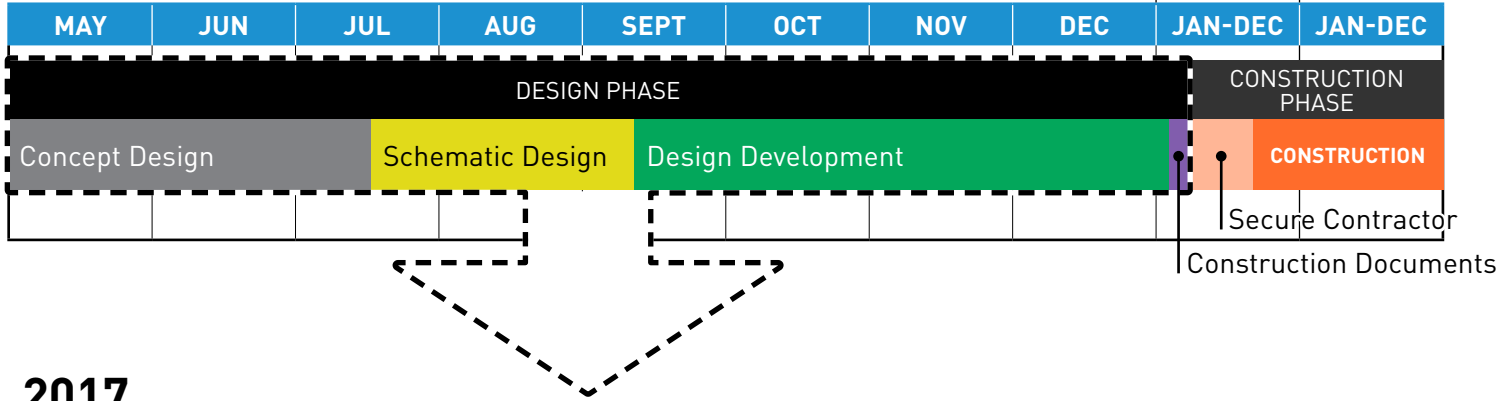 MAY JUN JUL AUG SEPT OCT NOV DEC JAN-DEC JAN-DEC
DESIGN PHASE
CONSTRUCTION
PHASE
Concept Design
Schematic Design
Design Development
CONSTRUCTION
Secure Contractor
Construction Documents
2017